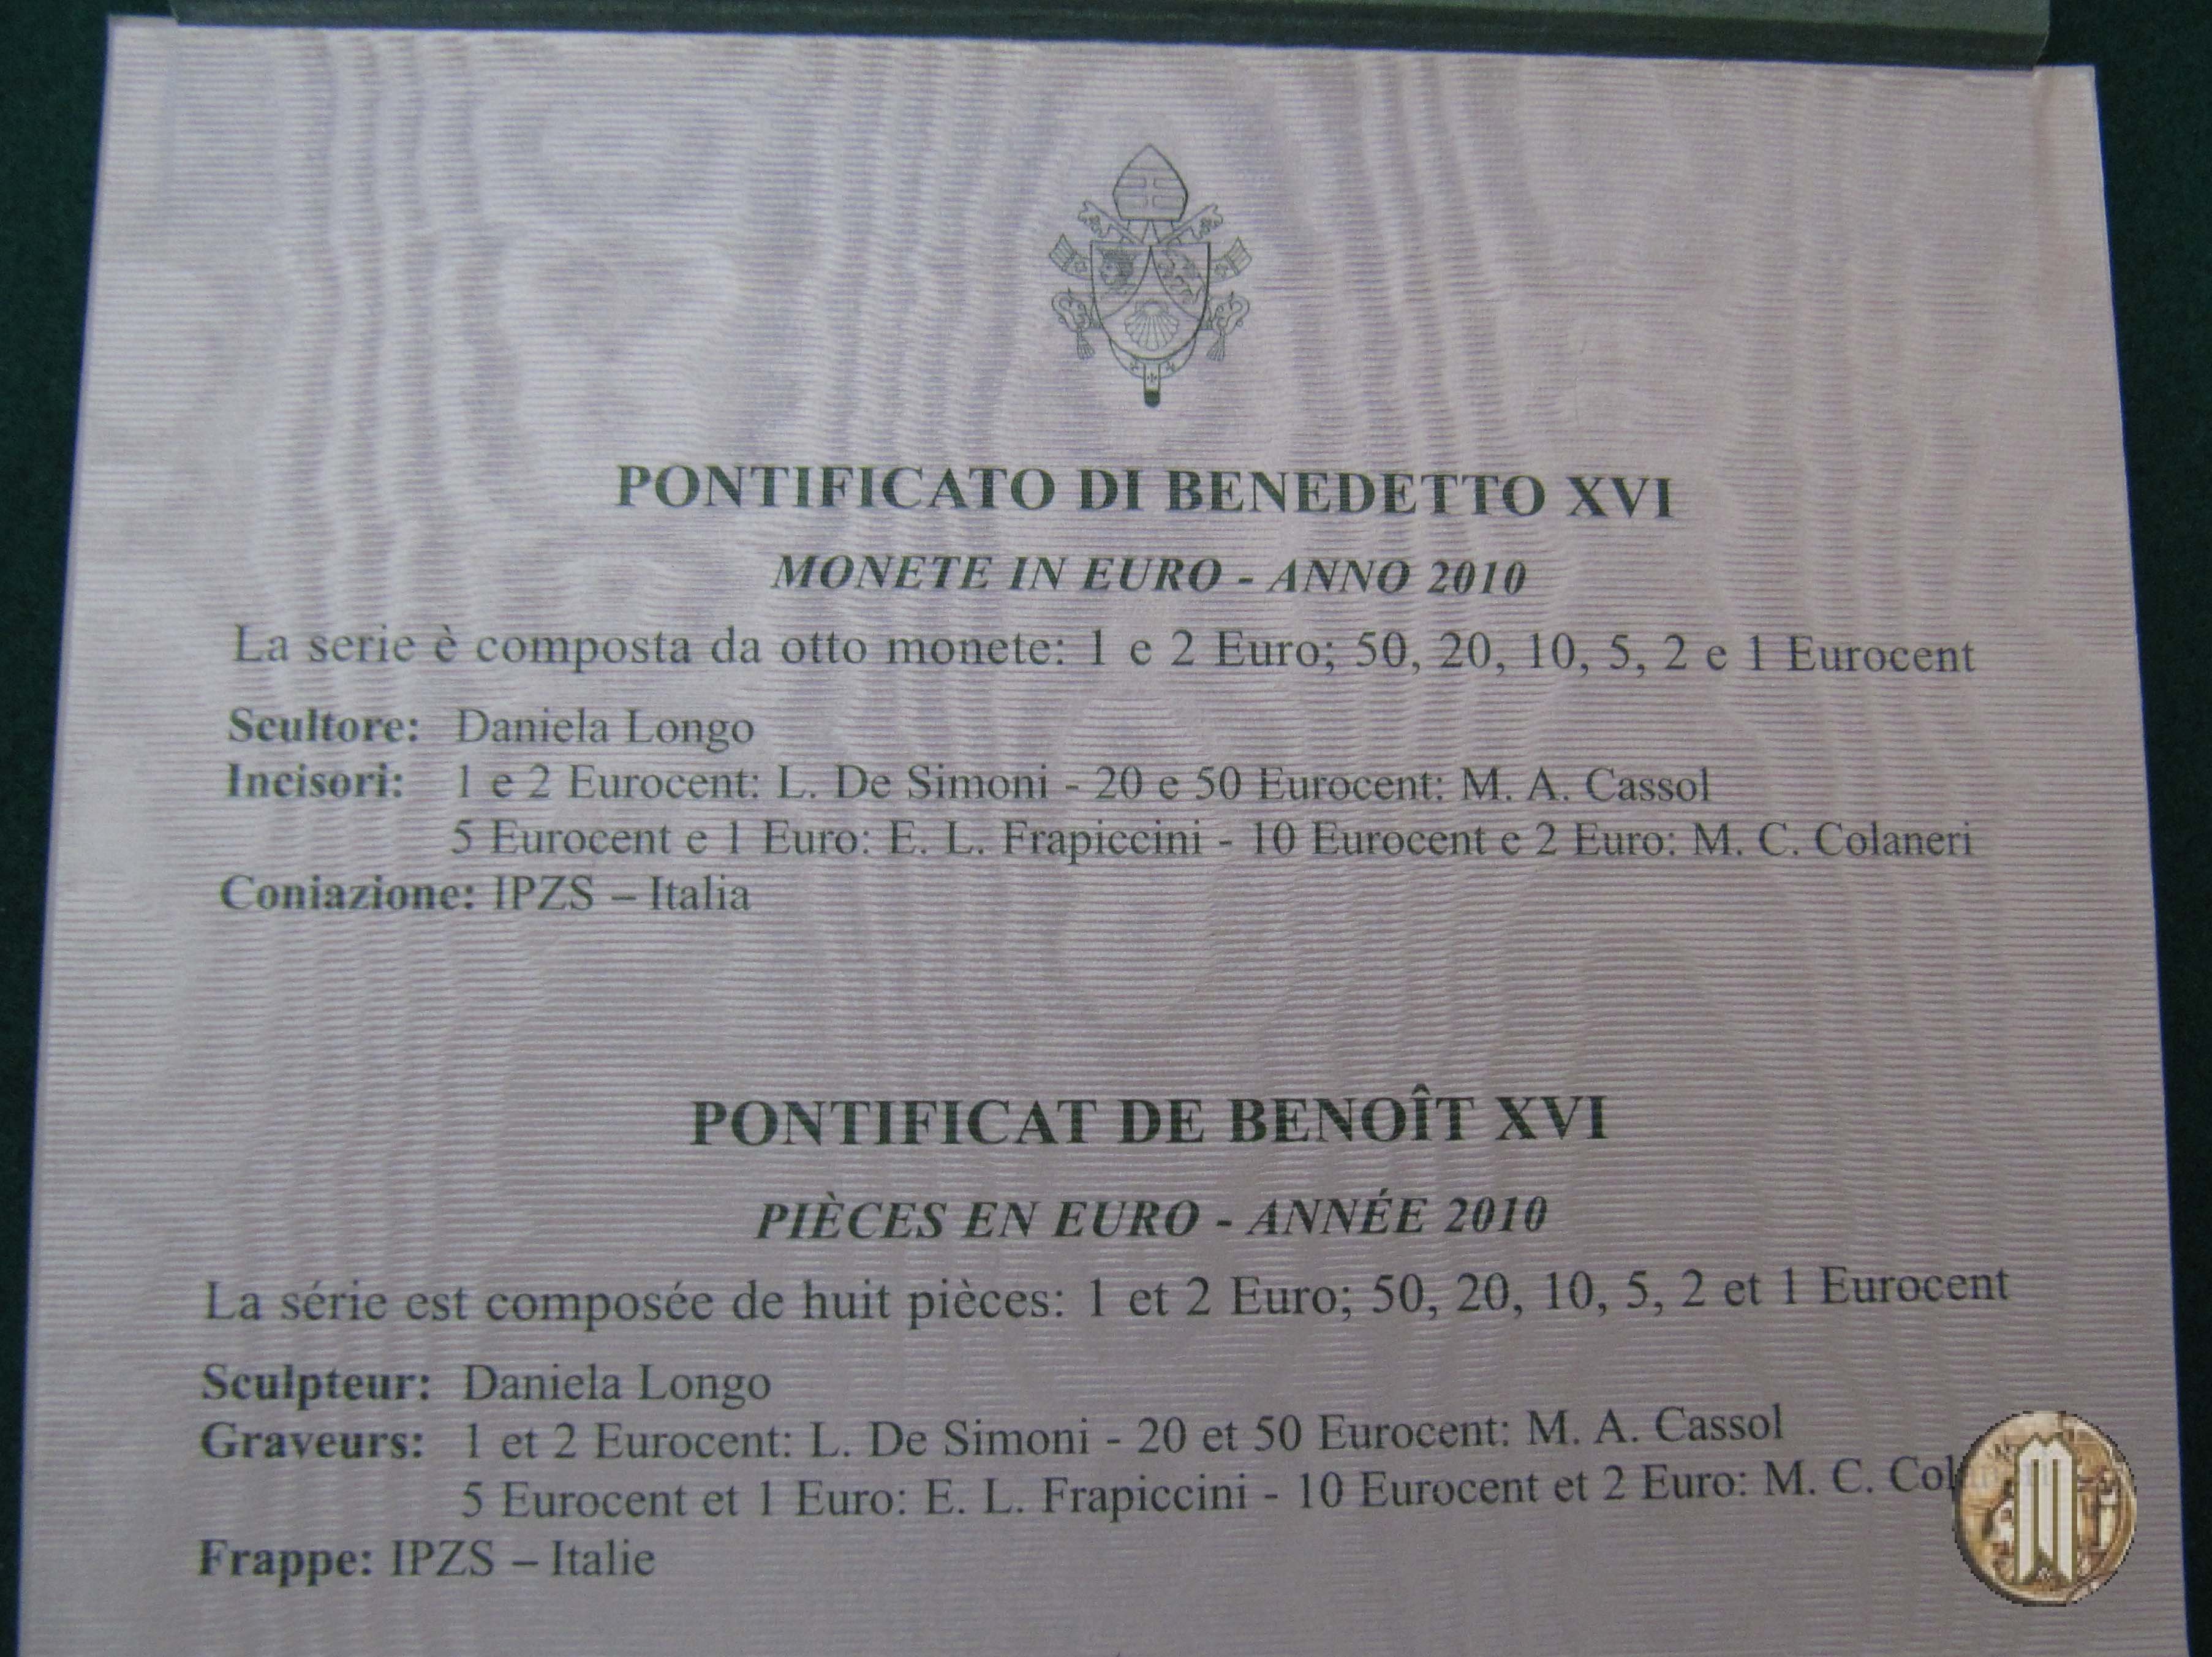 PONTIFICATO DI BENEDETTO XVI
MONETE IN EURO - ANNO 2010
La serie è composta da otto monete: 1 e 2 Euro; 50, 20, 10, 5, 2 e 1 Eurocent
Scultore: Daniela Longo
Incisori: 1 e 2 Eurocent: L. De Simoni - 20 e 50 Eurocent: M. A. Cassol
5 Eurocent e 1 Euro: E. L. Frapiccini - 10 Eurocent e 2 Euro: M. C. Colaneri
Coniazione: IPZS – Italia
PONTIFICAT DE BENOÎT XVI
PIÈCES EN EURO - ANNÉE 2010
La série est composée de huit pièces: 1 et 2 Euro; 50, 20, 10, 5, 2 et 1 Eurocent
Sculpteur: Daniela Longo
Graveurs: 1 et 2 Eurocent: L. De Simoni - 20 et 50 Eurocent: M. A. Cassol
5 Eurocent et 1 Euro: E. L. Frapiccini - 10 Eurocent et 2 Euro: M. C.
Frappe: IPZS – Italie